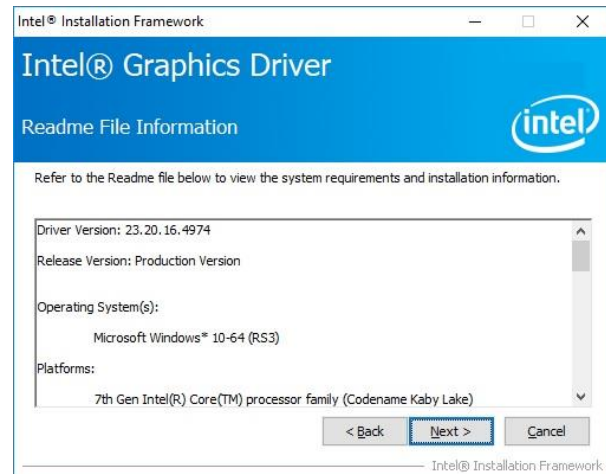 Intel® Installation Framework
Intel® Graphics Driver
Readme File Information
intel
Refer to the Readme file below to view the system requirements and installation information.
Driver Version: 23.20.16.4974
Release Version: Production Version
Operating System(s):
Microsoft Windows* 10-64 (RS3)
Platforms:
7th Gen Intel(R) Core(TM) processor family (Codename Kaby Lake)
< Back Next > Cancel
Intel® Installation Framework